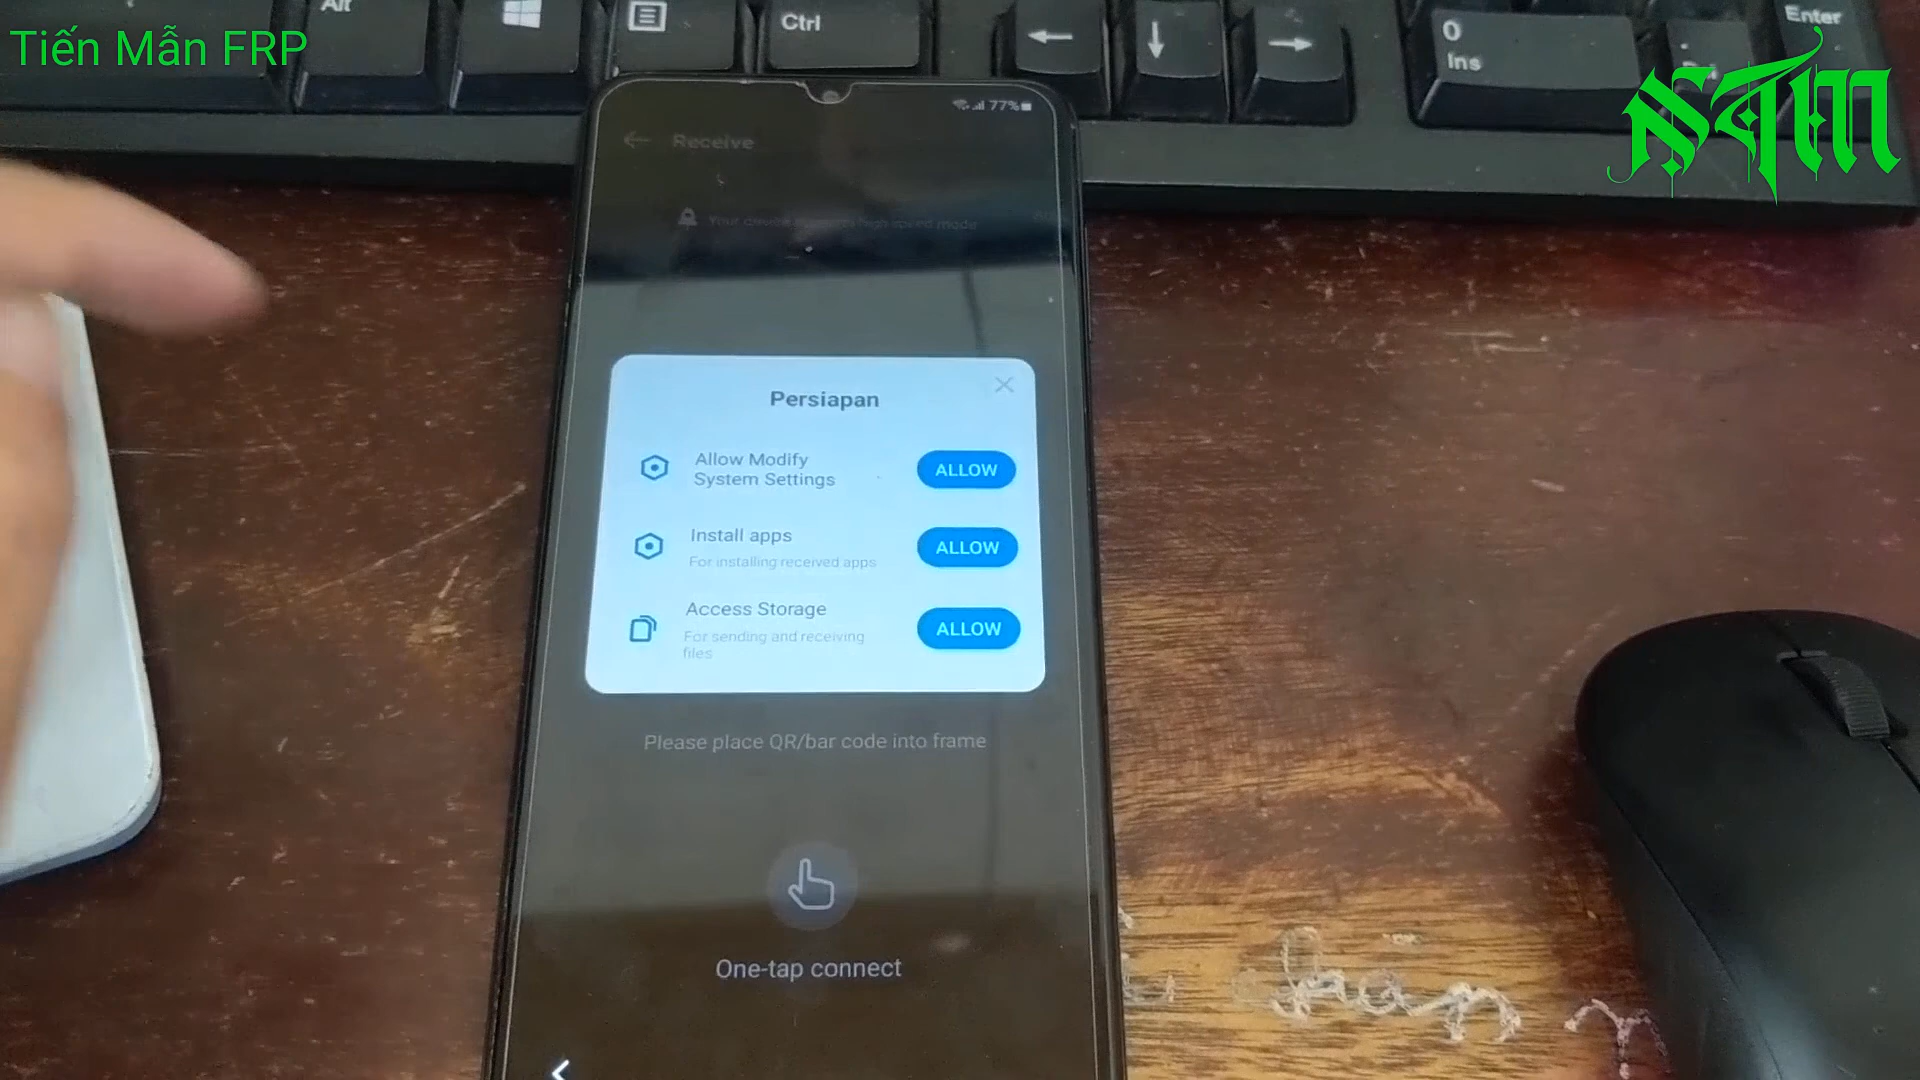 Tiến Mẫn FRP
Alt
Ctrl
0
Ins
Enter
NAM
77%
Receive
Persiapan
Allow Modify
System Settings
ALLOW
Install apps
For installing received apps
ALLOW
Access Storage
For sending and receiving
files
ALLOW
Please place QR/bar code into frame
One-tap connect